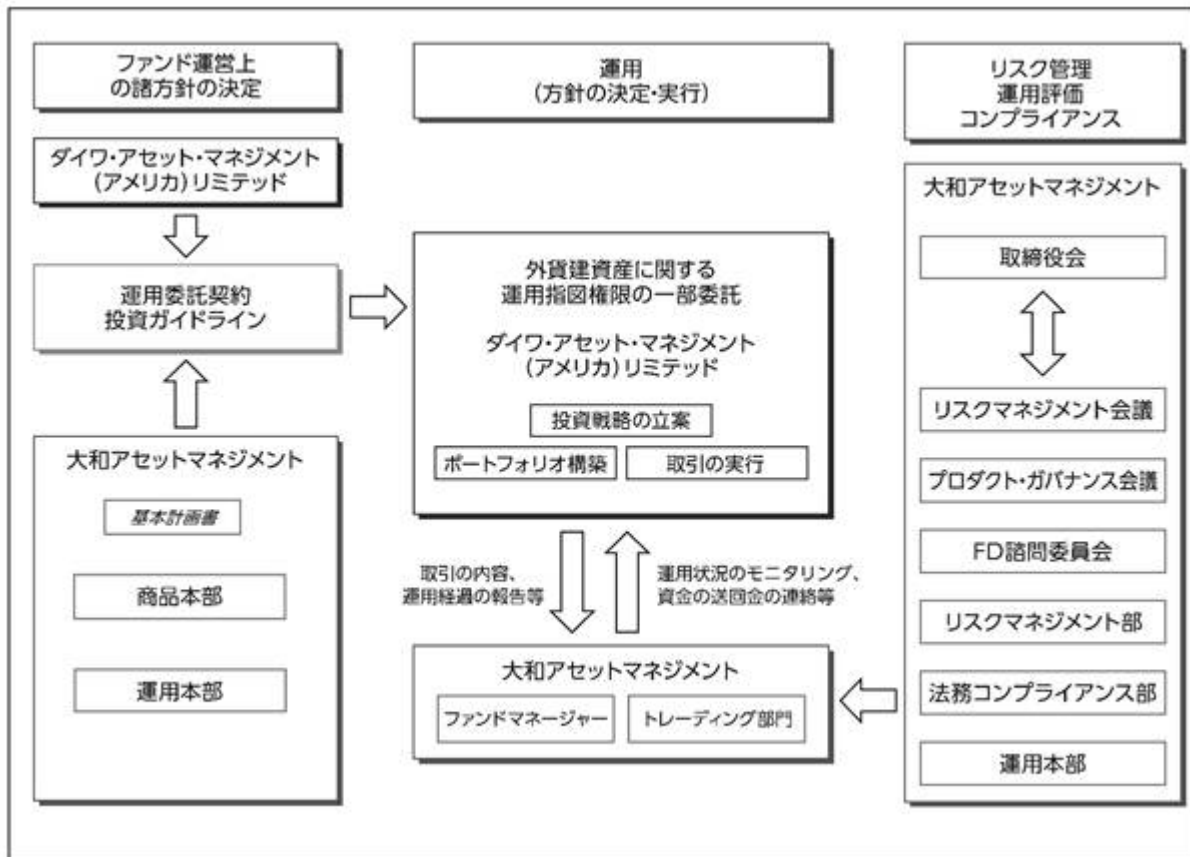 ファンド運営上
の諸方針の決定
ダイワ・アセット・マネジメント
(アメリカ)リミテッド
運用委託契約
投資ガイドライン
大和アセットマネジメント
基本計画書
商品本部
運用本部
運用
(方針の決定・実行)
外貨建資産に関する
運用指図権限の一部委託
ダイワ・アセット・マネジメント
(アメリカ)リミテッド
投資戦略の立案
ポートフォリオ構築
取引の実行
取引の内容、
運用経過の報告等
運用状況のモニタリング、
資金の送回金の連絡等
大和アセットマネジメント
ファンドマネージャー
トレーディング部門
リスク管理
運用評価
コンプライアンス
大和アセットマネジメント
取締役会
リスクマネジメント会議
プロダクト・ガバナンス会議
FD諮問委員会
リスクマネジメント部
法務コンプライアンス部
運用本部